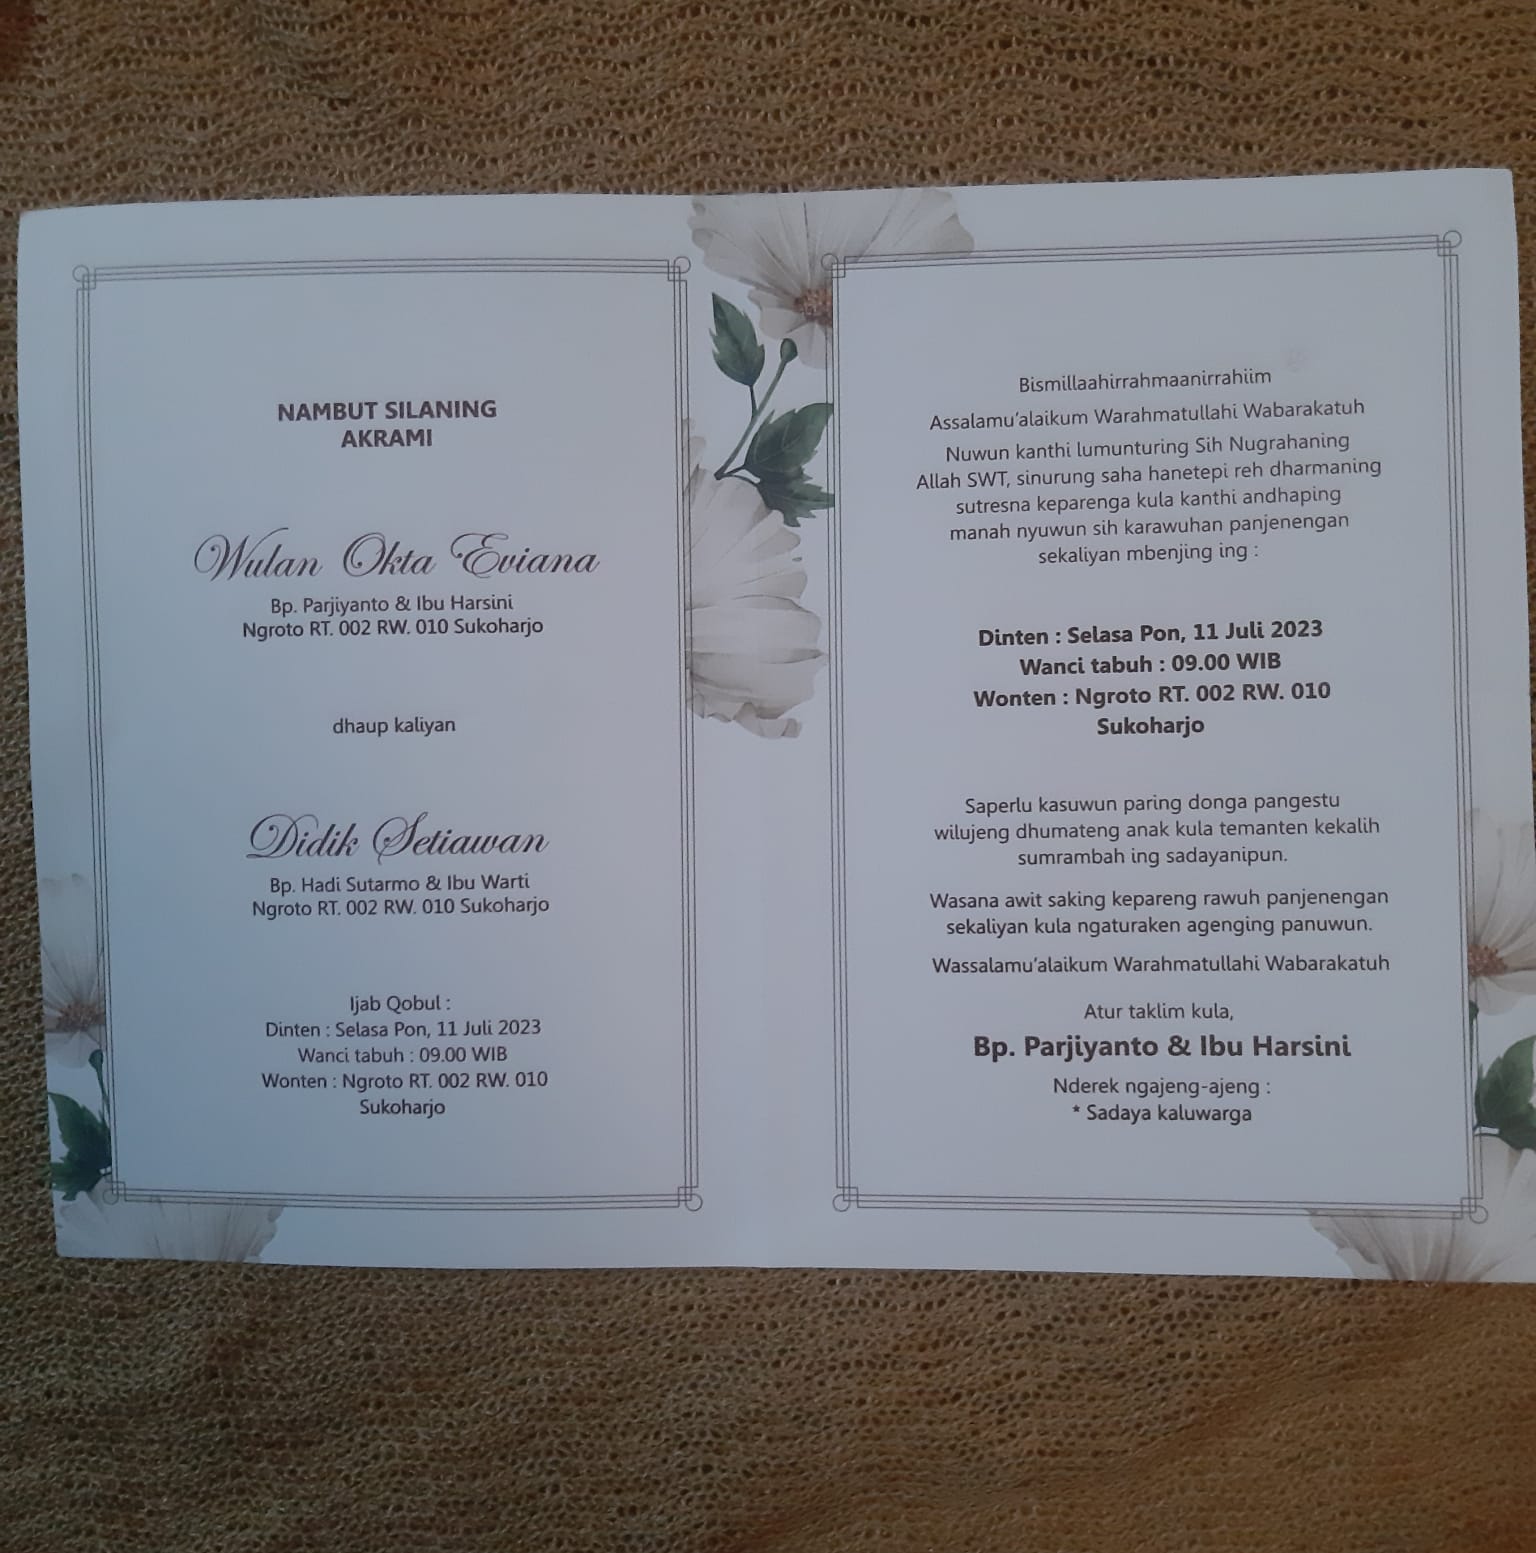 NAMBUT SILANING
AKRAMI
Wulan Okta Eviana
Bp. Parjiyanto & Ibu Harsini
Ngroto RT. 002 RW. 010 Sukoharjo
dhaup kaliyan
Didik Setiawan
Bp. Hadi Sutarmo & Ibu Warti
Ngroto RT. 002 RW. 010 Sukoharjo
Ijab Qobul :
Dinten : Selasa Pon, 11 Juli 2023
Wanci tabuh : 09.00 WIB
Wonten : Ngroto RT. 002 RW. 010
Sukoharjo
Bismillaahirrahmaanirrahiim
Assalamu’alaikum Warahmatullahi Wabarakatuh
Nuwun kanthi lumunturing Sih Nugrahaning
Allah SWT, sinurung saha hanetepi reh dharmaning
sutresna keparenga kula kanthi andhaping
manah nyuwun sih karawuhan panjenengan
sekaliyan mbenjing ing :
Dinten : Selasa Pon, 11 Juli 2023
Wanci tabuh : 09.00 WIB
Wonten : Ngroto RT. 002 RW. 010
Sukoharjo
Saperlu kasuwun paring donga pangestu
wilujeng dhumateng anak kula temanten kekalih
sumrambah ing sadayanipun.
Wasana awit saking kepareng rawuh panjenengan
sekaliyan kula ngaturaken agenging panuwun.
Wassalamu’alaikum Warahmatullahi Wabarakatuh
Atur taklim kula,
Bp. Parjiyanto & Ibu Harsini
Nderek ngajeng-ajeng :
* Sadaya kaluwarga